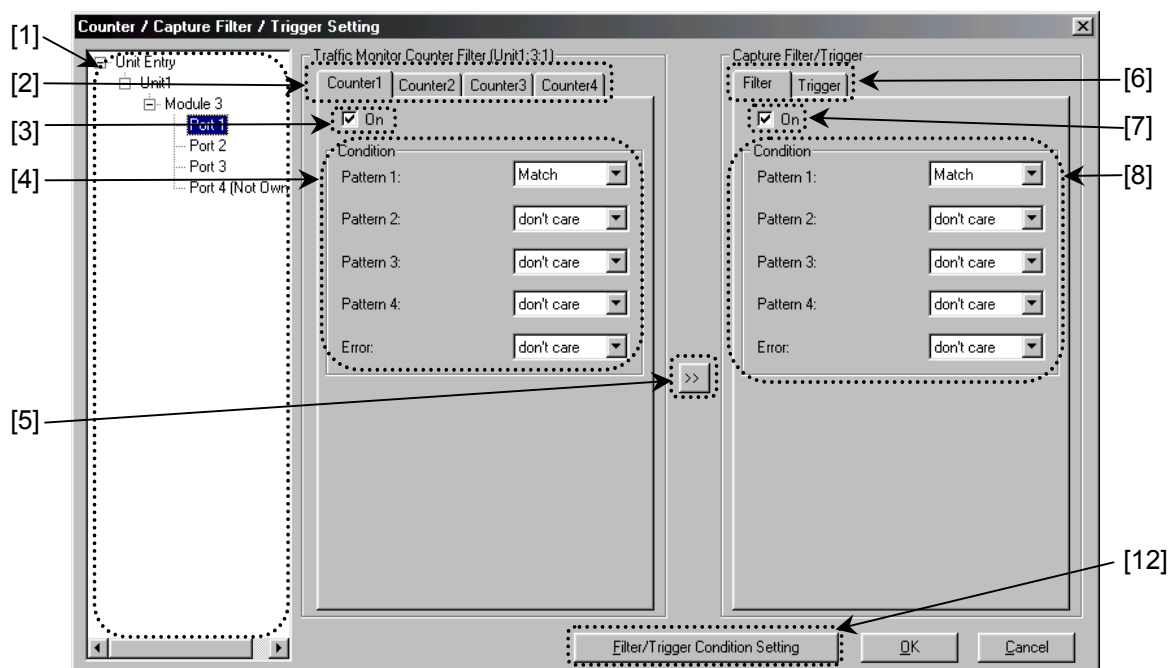 Counter / Capture Filter / Trigger Setting
[1]
Unit Entry
Unit1
Module 3
Port 1
Port 2
Port 3
Port 4 (Not Own
Traffic Monitor Counter Filter (Unit1:3:1)
[2]
Counter1 Counter2 Counter3 Counter4
[3]
On
[4]
Condition
Pattern 1: Match
Pattern 2: don't care
Pattern 3: don't care
Pattern 4: don't care
Error: don't care
[5]
>>
Capture Filter/Trigger
Filter Trigger
[6]
On
[7]
Condition
[8]
Pattern 1: Match
Pattern 2: don't care
Pattern 3: don't care
Pattern 4: don't care
Error: don't care
[12]
Filter/Trigger Condition Setting OK Cancel